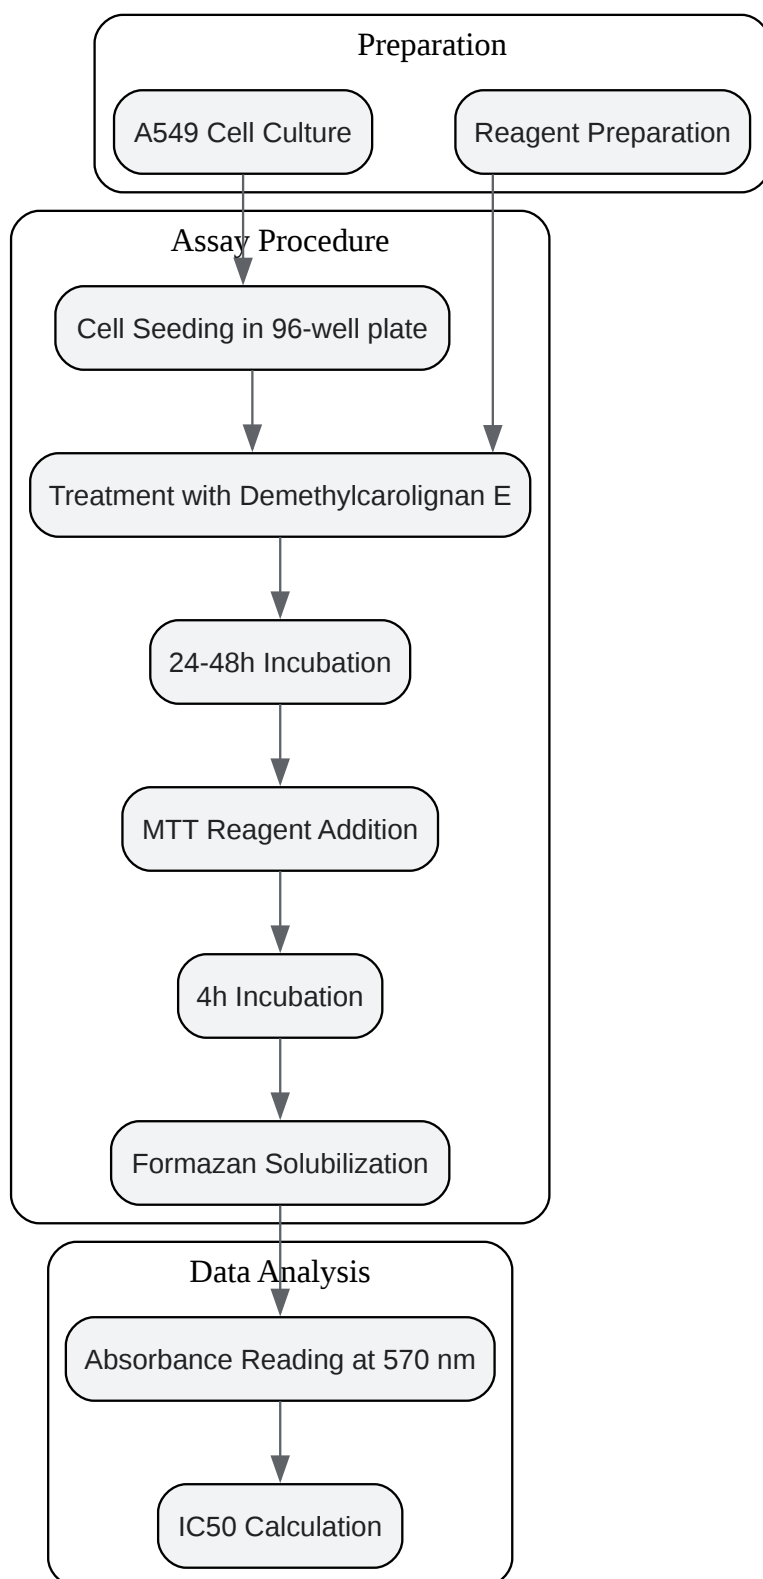 Preparation
A549 Cell Culture
Reagent Preparation
Assay Procedure
Cell Seeding in 96-well plate
Treatment with Demethylcarolignan E
24-48h Incubation
MTT Reagent Addition
4h Incubation
Formazan Solubilization
Data Analysis
Absorbance Reading at 570 nm
IC50 Calculation